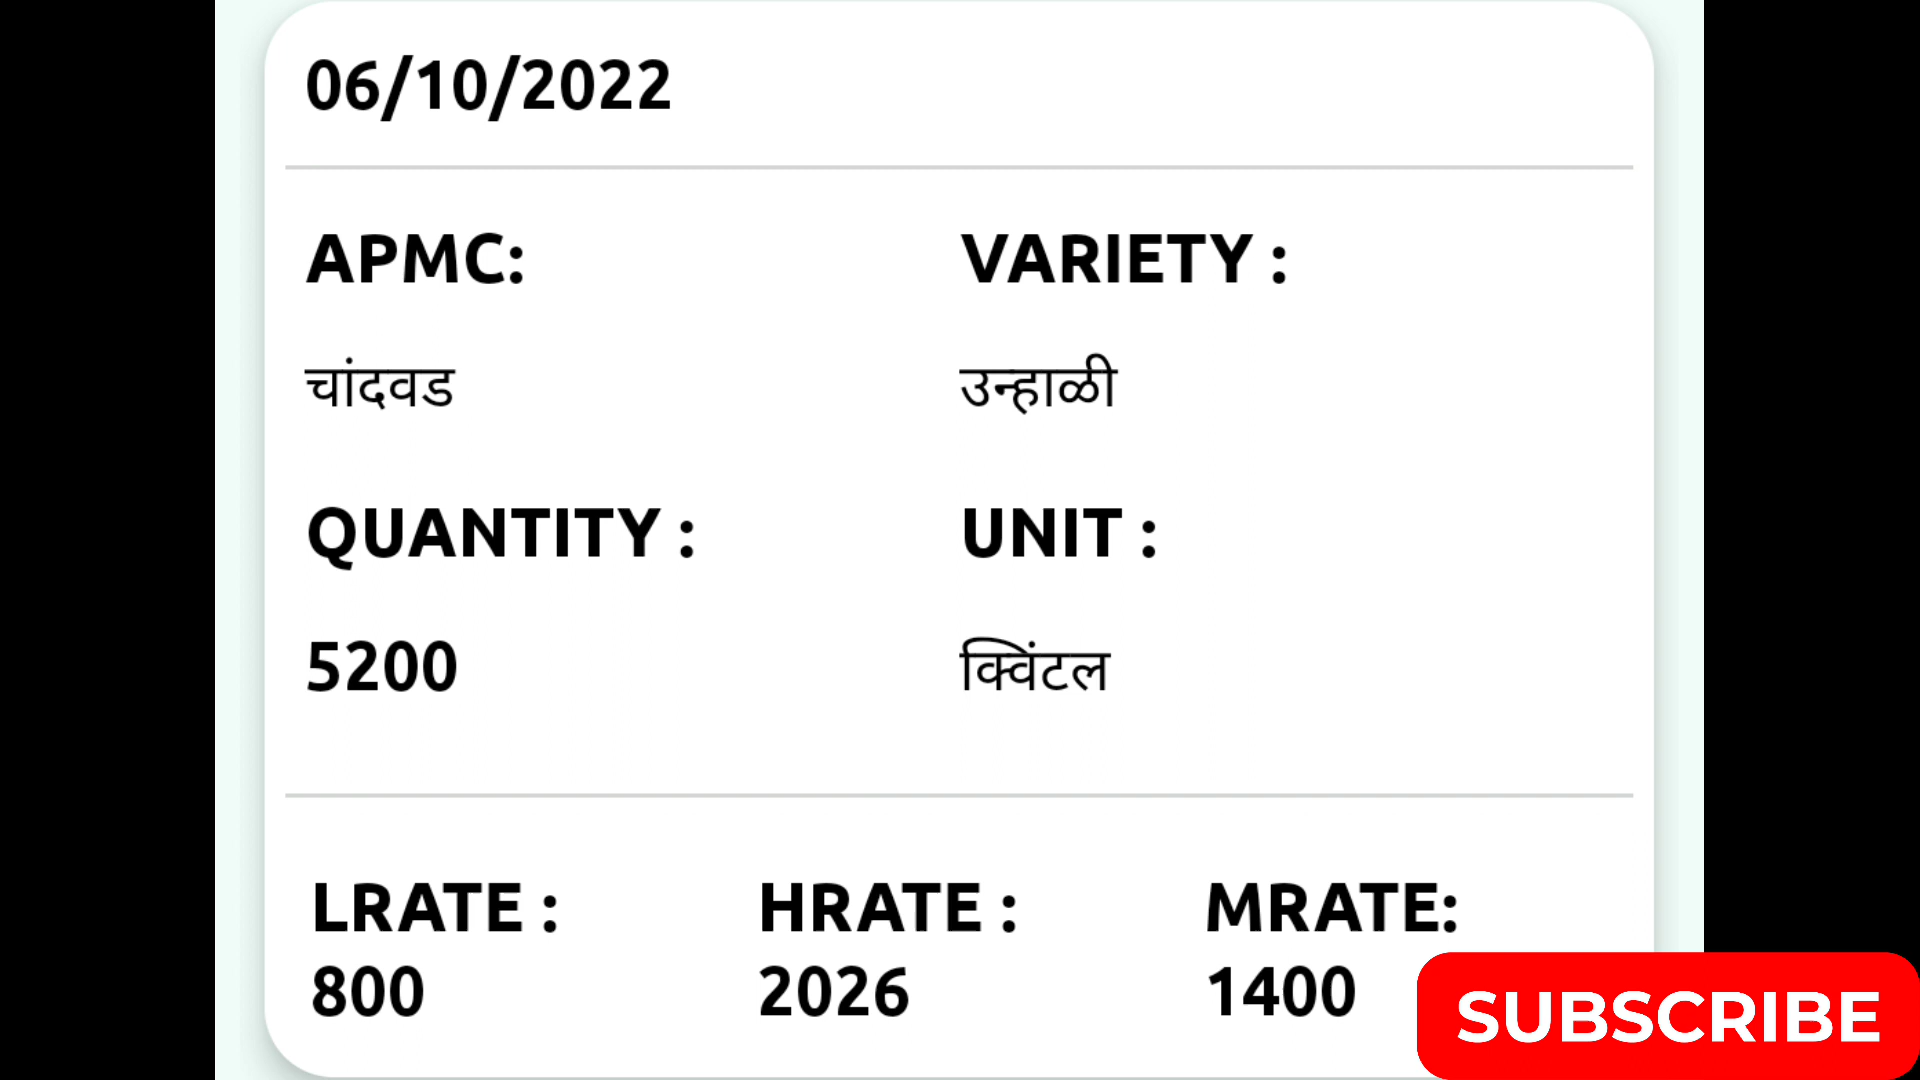 06/10/2022
APMC: VARIETY :
चांदवड उन्हाळी
QUANTITY : UNIT :
5200 क्विंटल
LRATE : HRATE : MRATE:
800 2026 1400
SUBSCRIBE